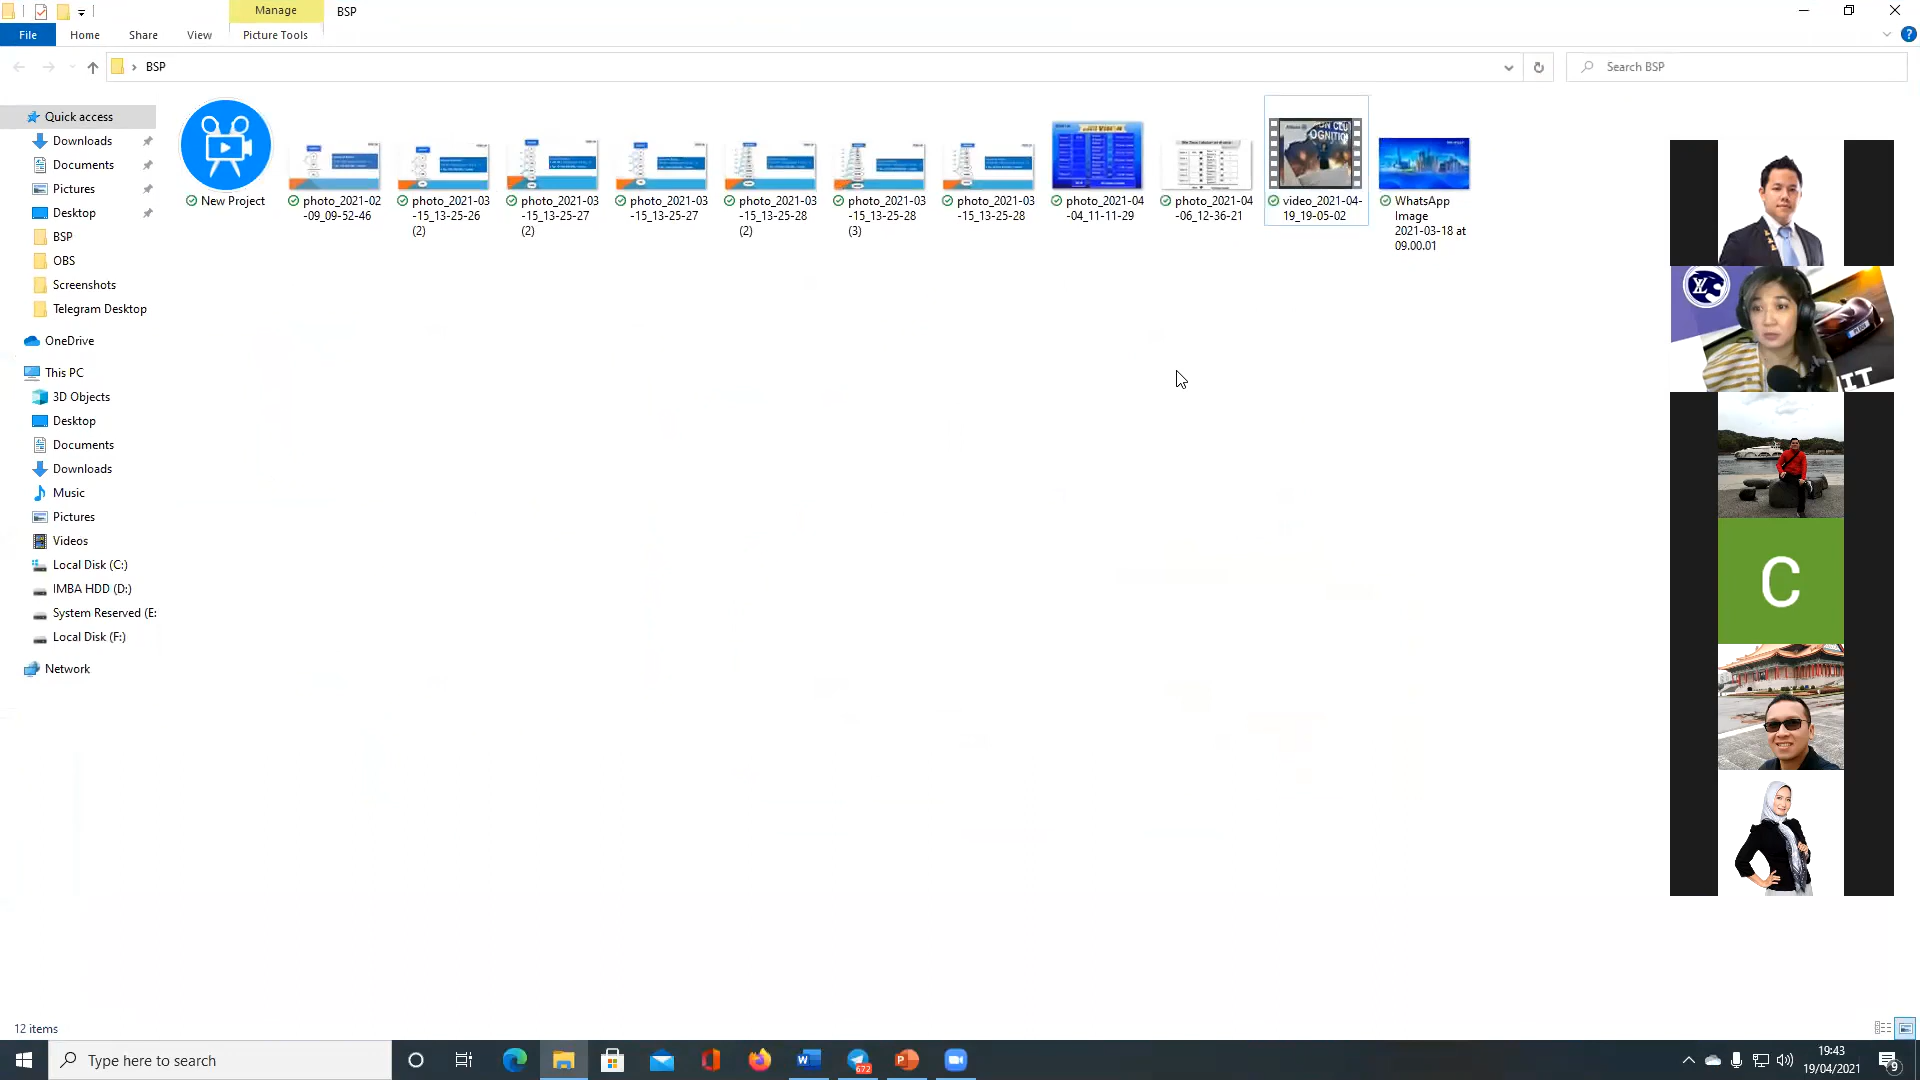 Manage
BSP
File
Home
Share
View
Picture Tools
BSP
Search BSP
Quick access
Downloads
Documents
Pictures
Desktop
BSP
OBS
Screenshots
Telegram Desktop
OneDrive
This PC
3D Objects
Desktop
Documents
Downloads
Music
Pictures
Videos
Local Disk (C:)
IMBA HDD (D:)
System Reserved (E:
Local Disk (F:)
Network
New Project
photo_2021-02
-09_09-52-46
photo_2021-03
-15_13-25-26
(2)
photo_2021-03
-15_13-25-27
(2)
photo_2021-03
-15_13-25-27
photo_2021-03
-15_13-25-28
(2)
photo_2021-03
-15_13-25-28
(3)
photo_2021-03
-15_13-25-28
photo_2021-04
-04_11-11-29
photo_2021-04
-06_12-36-21
OGNITION
video_2021-04-
19_19-05-02
WhatsApp
Image
2021-03-18 at
09.00.01
C
12 items
Type here to search
672
19:43
19/04/2021
9